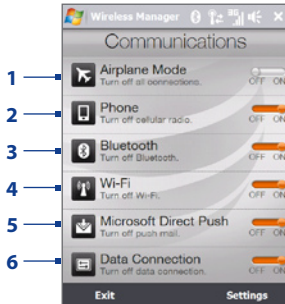 Wireless Manager
Communications
1 Airplane Mode
Turn off all connections. OFF ON
2 Phone
Turn off cellular radio. OFF ON
3 Bluetooth
Turn off Bluetooth. OFF ON
4 Wi-Fi
Turn off Wi-Fi. OFF ON
5 Microsoft Direct Push
Turn off push mail. OFF ON
6 Data Connection
Turn off data connection. OFF ON
Exit Settings